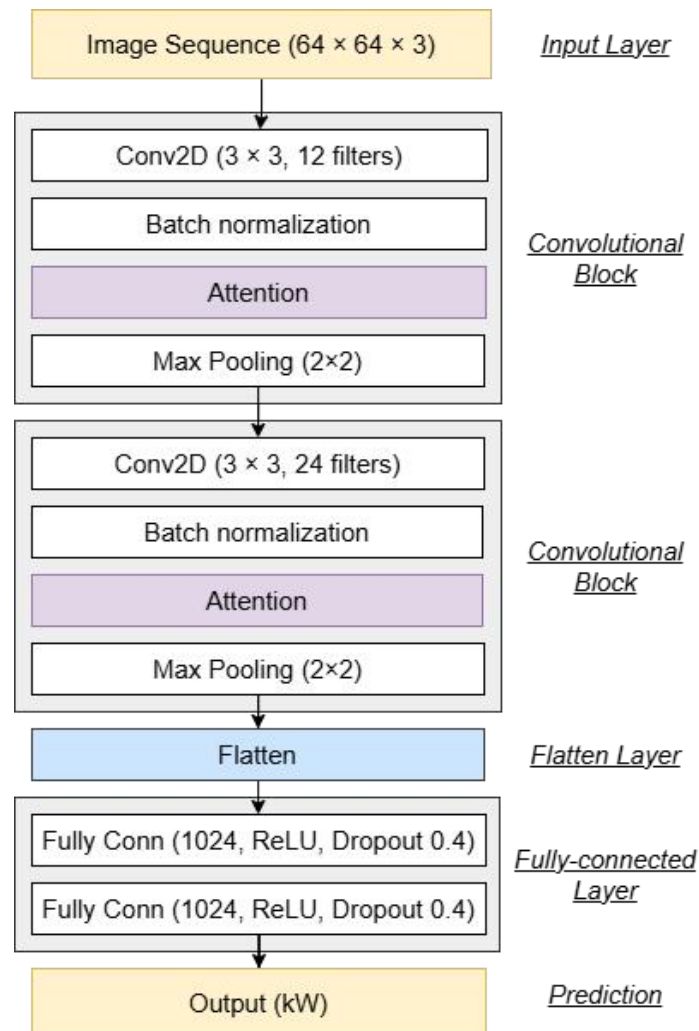 Image Sequence (64 × 64 × 3)
Input Layer
Conv2D (3 × 3, 12 filters)
Batch normalization
Attention
Max Pooling (2×2)
Convolutional
Block
Conv2D (3 × 3, 24 filters)
Batch normalization
Attention
Max Pooling (2×2)
Convolutional
Block
Flatten
Flatten Layer
Fully Conn (1024, ReLU, Dropout 0.4)
Fully Conn (1024, ReLU, Dropout 0.4)
Fully-connected
Layer
Output (kW)
Prediction